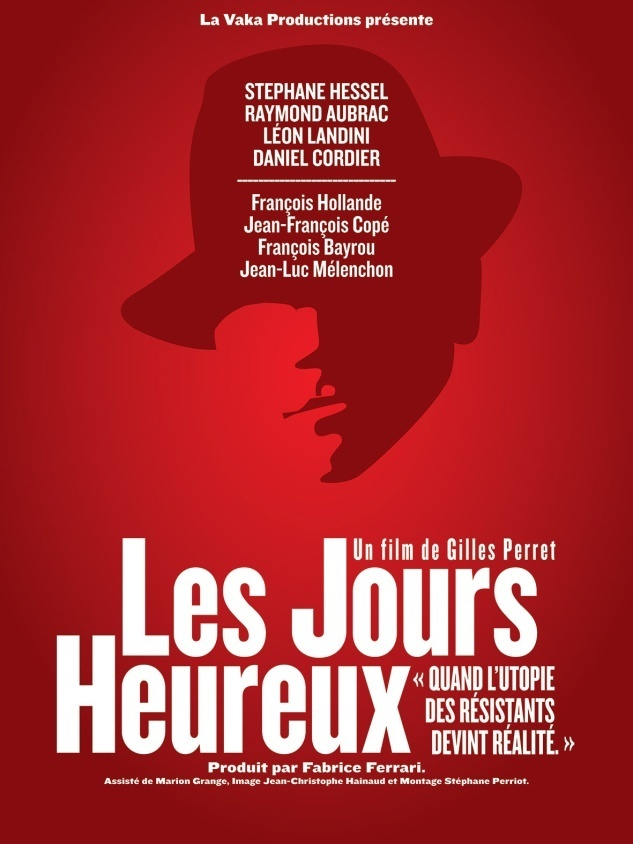 La Vaka Productions présente
STEPHANE HESSEL
RAYMOND AUBRAC
LÉON LANDINI
DANIEL CORDIER
François Hollande
Jean-François Copé
François Bayrou
Jean-Luc Mélenchon
Un film de Gilles Perret
Les Jours
Heureux
« QUAND L'UTOPIE
DES RÉSISTANTS
DEVINT RÉALITÉ. »
Produit par Fabrice Ferrari.
Assisté de Marion Grange, Image Jean-Christophe Hainaud et Montage Stéphane Perriot.